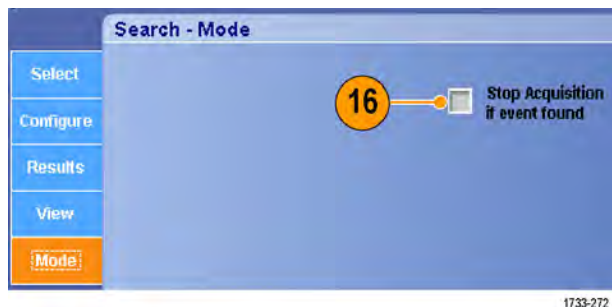 Search - Mode
Select
Configure
Results
View
Mode
16
Stop Acquisition
if event found
1733-272